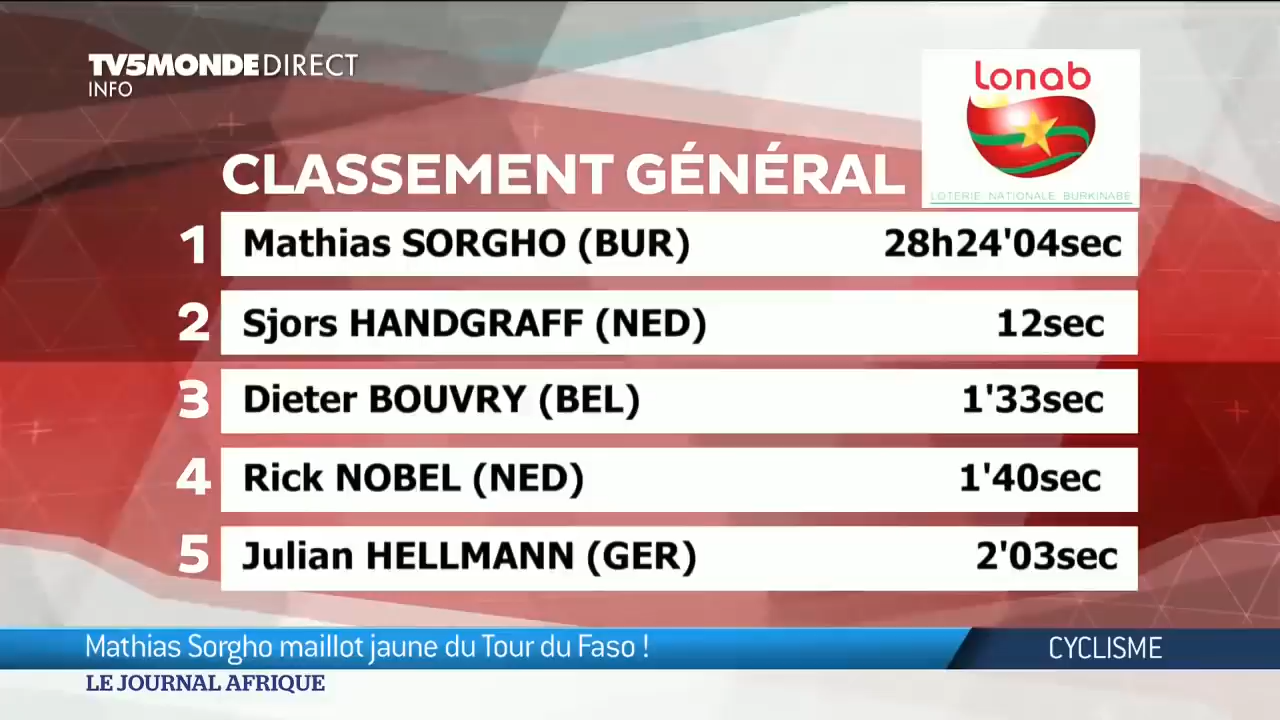 TV5MONDE DIRECT
INFO
Lonab
LOTERIE NATIONALE BURKINABÈ
CLASSEMENT GÉNÉRAL
1 Mathias SORGHO (BUR) 28h24'04sec
2 Sjors HANDGRAFF (NED) 12sec
3 Dieter BOUVRY (BEL) 1'33sec
4 Rick NOBEL (NED) 1'40sec
5 Julian HELLMANN (GER) 2'03sec
Mathias Sorgho maillot jaune du Tour du Faso ! CYCLISME
LE JOURNAL AFRIQUE